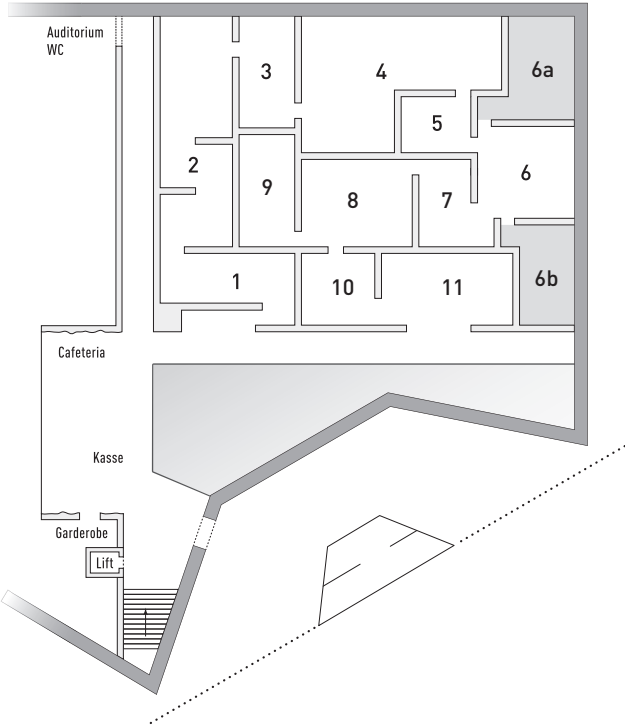 Auditorium
WC
3
4
6a
5
2
6
9
8
7
1
10
11
6b
Cafeteria
Kasse
Garderobe
Lift